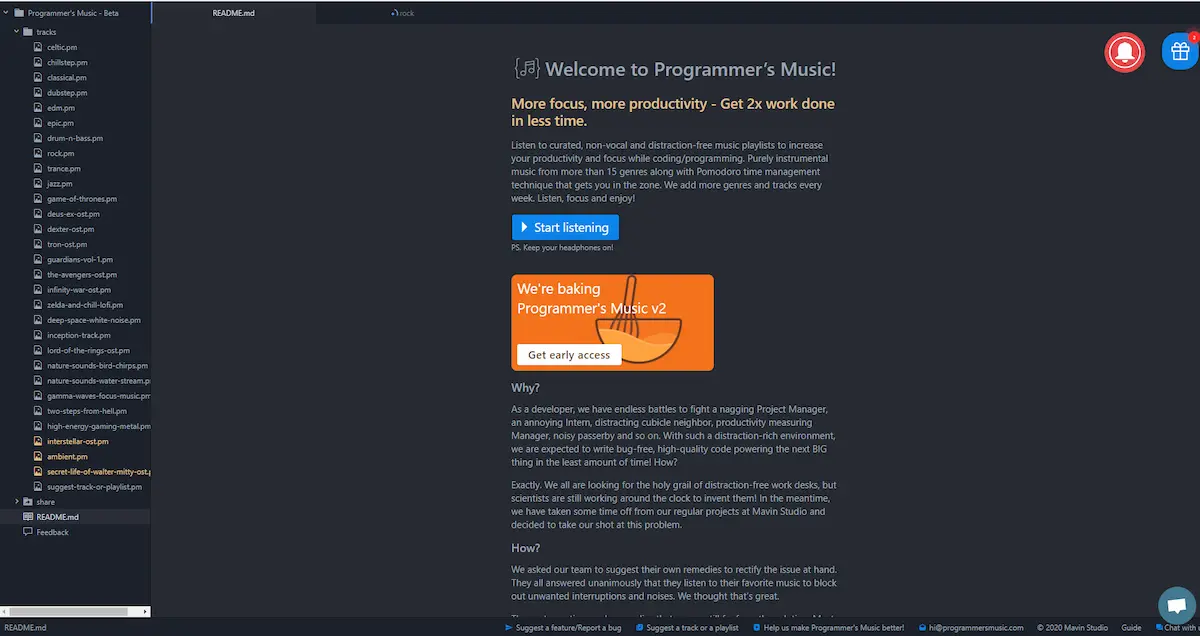 Programmer's Music - Beta
README.md
rock
tracks
celtic.pm
chillstep.pm
classical.pm
dubstep.pm
edm.pm
epic.pm
drum-n-bass.pm
rock.pm
trance.pm
jazz.pm
game-of-thrones.pm
deus-ex-ost.pm
dexter-ost.pm
tron-ost.pm
guardians-vol-1.pm
the-avengers-ost.pm
infinity-war-ost.pm
zelda-and-chill-lofi.pm
deep-space-white-noise.pm
inception-track.pm
lord-of-the-rings-ost.pm
nature-sounds-bird-chirps.pm
nature-sounds-water-stream.p
gamma-waves-focus-music.pm
two-steps-from-hell.pm
high-energy-gaming-metal.pm
interstellar-ost.pm
ambient.pm
secret-life-of-walter-mitty-ost.p
suggest-track-or-playlist.pm
share
README.md
Feedback
{♫} Welcome to Programmer's Music!
More focus, more productivity - Get 2x work done
in less time.
Listen to curated, non-vocal and distraction-free music playlists to increase
your productivity and focus while coding/programming. Purely instrumental
music from more than 15 genres along with Pomodoro time management
technique that gets you in the zone. We add more genres and tracks every
week. Listen, focus and enjoy!
Start listening
PS. Keep your headphones on!
We're baking
Programmer's Music v2
Get early access
Why?
As a developer, we have endless battles to fight a nagging Project Manager,
an annoying Intern, distracting cubicle neighbor, productivity measuring
Manager, noisy passerby and so on. With such a distraction-rich environment,
we are expected to write bug-free, high-quality code powering the next BIG
thing in the least amount of time! How?
Exactly. We all are looking for the holy grail of distraction-free work desks, but
scientists are still working around the clock to invent them! In the meantime,
we have taken some time off from our regular projects at Mavin Studio and
decided to take our shot at this problem.
How?
We asked our team to suggest their own remedies to rectify the issue at hand.
They all answered unanimously that they listen to their favorite music to block
out unwanted interruptions and noises. We thought that's great.
2
README.md
Suggest a feature/Report a bug
Suggest a track or a playlist
Help us make Programmer's Music better!
hi@programmersmusic.com
© 2020 Mavin Studio
Guide
Chat with